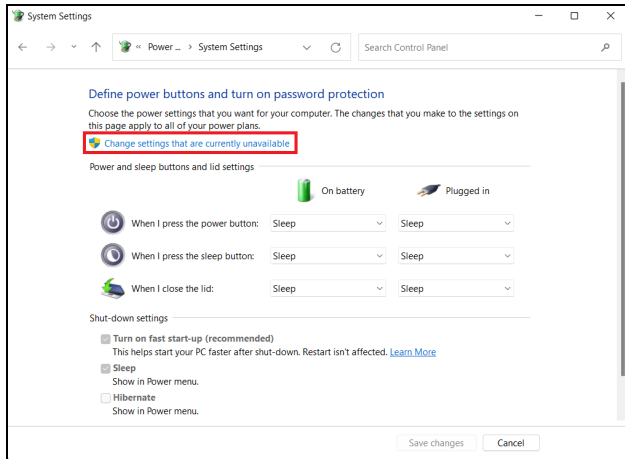 System Settings
« Power ... › System Settings
Search Control Panel
Define power buttons and turn on password protection
Choose the power settings that you want for your computer. The changes that you make to the settings on
this page apply to all of your power plans.
Change settings that are currently unavailable
Power and sleep buttons and lid settings
On battery
Plugged in
When I press the power button: Sleep Sleep
When I press the sleep button: Sleep Sleep
When I close the lid: Sleep Sleep
Shut-down settings
Turn on fast start-up (recommended)
This helps start your PC faster after shut-down. Restart isn't affected. Learn More
Sleep
Show in Power menu.
Hibernate
Show in Power menu.
Save changes Cancel